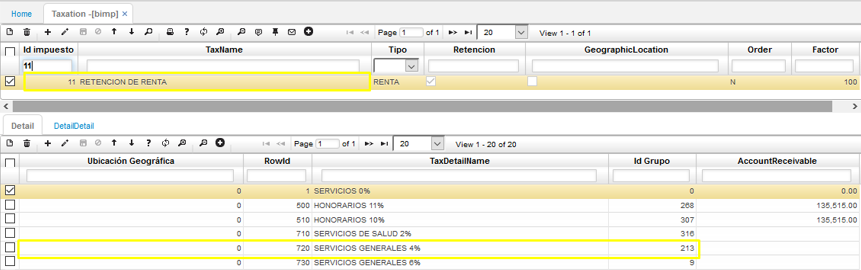 Home Taxation -[bimp] ×
Page 1 of 1 20 View 1 - 1 of 1
Id impuesto TaxName Tipo Retencion GeographicLocation Order Factor
11
11 RETENCION DE RENTA RENTA N 100
Detail DetailDetail
Page 1 of 1 20 View 1 - 20 of 20
Ubicación Geográfica RowId TaxDetailName Id Grupo AccountReceivable
0 1 SERVICIOS 0% 0 0.00
0 500 HONORARIOS 11% 268 135,515.00
0 510 HONORARIOS 10% 307 135,515.00
0 710 SERVICIOS DE SALUD 2% 316
0 720 SERVICIOS GENERALES 4% 213
0 730 SERVICIOS GENERALES 6% 9